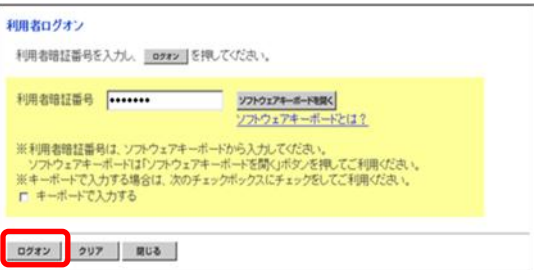 利用者ログオン
利用者暗証番号を入力し、 ログオン を押してください。
利用者暗証番号 ●●●●●●● ソフトウェアキーボードを開く
ソフトウェアキーボードとは?
※利用者暗証番号は、ソフトウェアキーボードから入力してください。
ソフトウェアキーボードは「ソフトウェアキーボードを開く」ボタンを押してご利用ください。
※キーボードで入力する場合は、次のチェックボックスにチェックをしてご利用ください。
キーボードで入力する
ログオン クリア 閉じる